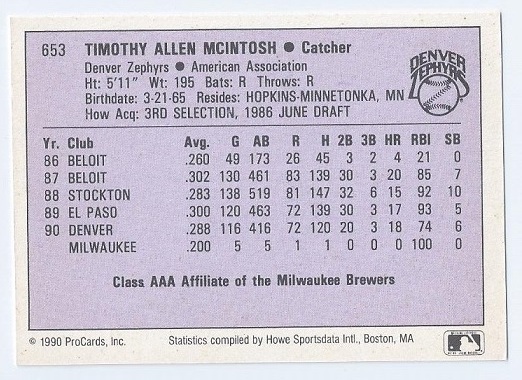 653 TIMOTHY ALLEN MCINTOSH ● Catcher
Denver Zephyrs ● American Association
Ht: 5'11" Wt: 195 Bats: R Throws: R
Birthdate: 3-21-65 Resides: HOPKINS-MINNETONKA, MN
How Acq: 3RD SELECTION, 1986 JUNE DRAFT
DENVER
ZEPHYRS
Yr. Club Avg. G AB R H 2B 3B HR RBI SB
86 BELOIT .260 49 173 26 45 3 2 4 21 0
87 BELOIT .302 130 461 83 139 30 3 20 85 7
88 STOCKTON .283 138 519 81 147 32 6 15 92 10
89 EL PASO .300 120 463 72 139 30 3 17 93 5
90 DENVER .288 116 416 72 120 20 3 18 74 6
MILWAUKEE .200 5 5 1 1 0 0 100 0
Class AAA Affiliate of the Milwaukee Brewers
© 1990 ProCards, Inc. Statistics compiled by Howe Sportsdata Intl., Boston, MA